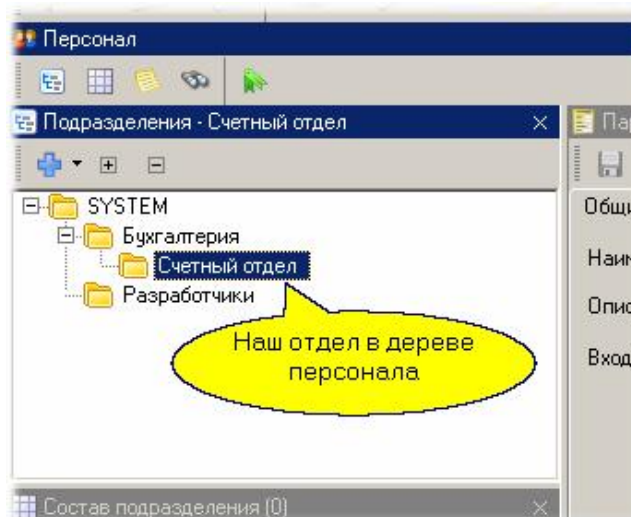 Персонал
Подразделения - Счетный отдел
SYSTEM
Бухгалтерия
Счетный отдел
Разработчики
Наш отдел в дереве
персонала
Состав подразделения (0)
Пар
Общи
Наим
Опис
Вход